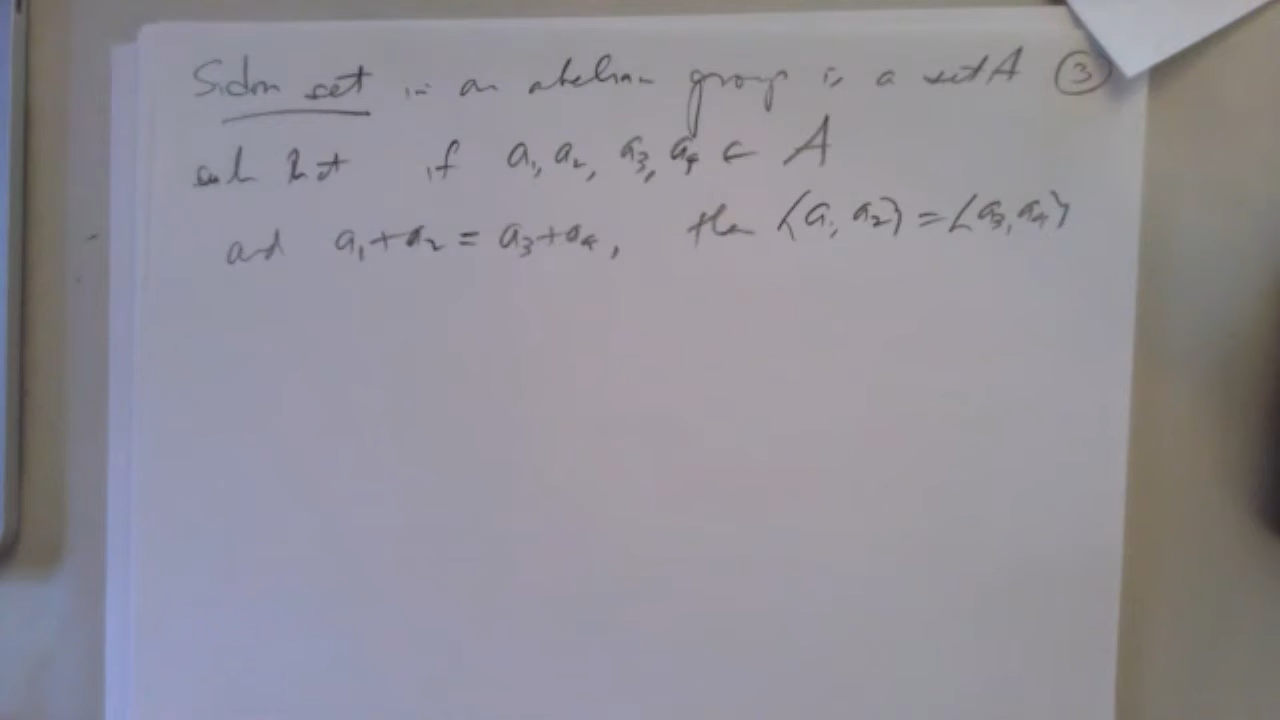 Sidon set in an abelian group is a set A ③
such that if a₁, a₂, a₃, a₄ ∈ A
and a₁+a₂ = a₃+a₄, then {a₁, a₂} = {a₃, a₄}